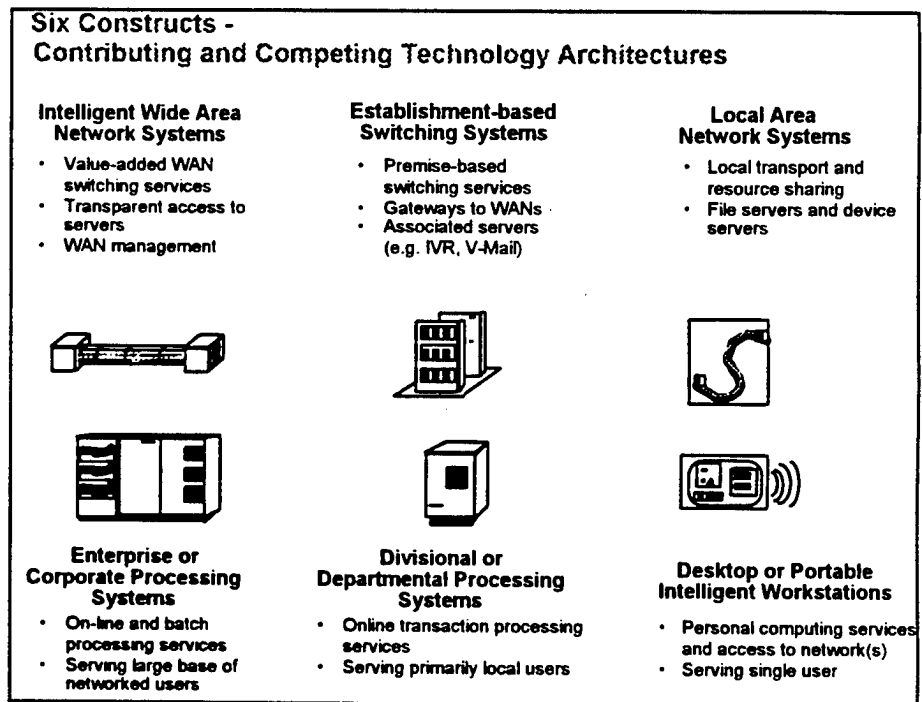 Six Constructs -
Contributing and Competing Technology Architectures
Intelligent Wide Area
Network Systems
• Value-added WAN
switching services
• Transparent access to
servers
• WAN management
Establishment-based
Switching Systems
• Premise-based
switching services
• Gateways to WANs
• Associated servers
(e.g. IVR, V-Mail)
Local Area
Network Systems
• Local transport and
resource sharing
• File servers and device
servers
Enterprise or
Corporate Processing
Systems
• On-line and batch
processing services
• Serving large base of
networked users
Divisional or
Departmental Processing
Systems
• Online transaction processing
services
• Serving primarily local users
Desktop or Portable
Intelligent Workstations
• Personal computing services
and access to network(s)
• Serving single user